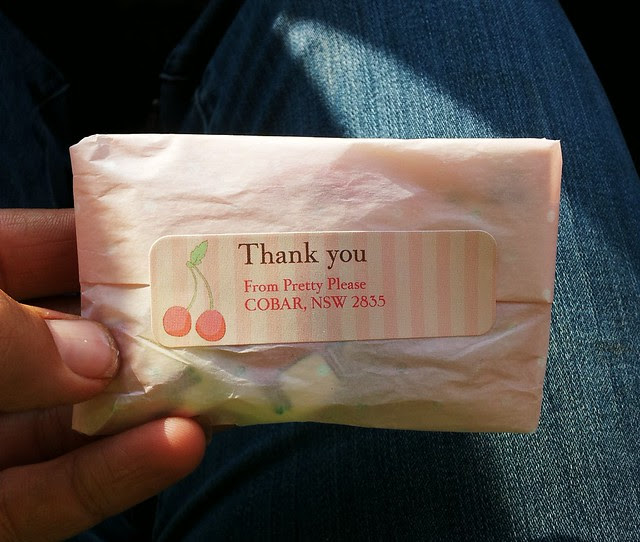 Thank you
From Pretty Please
COBAR, NSW 2835